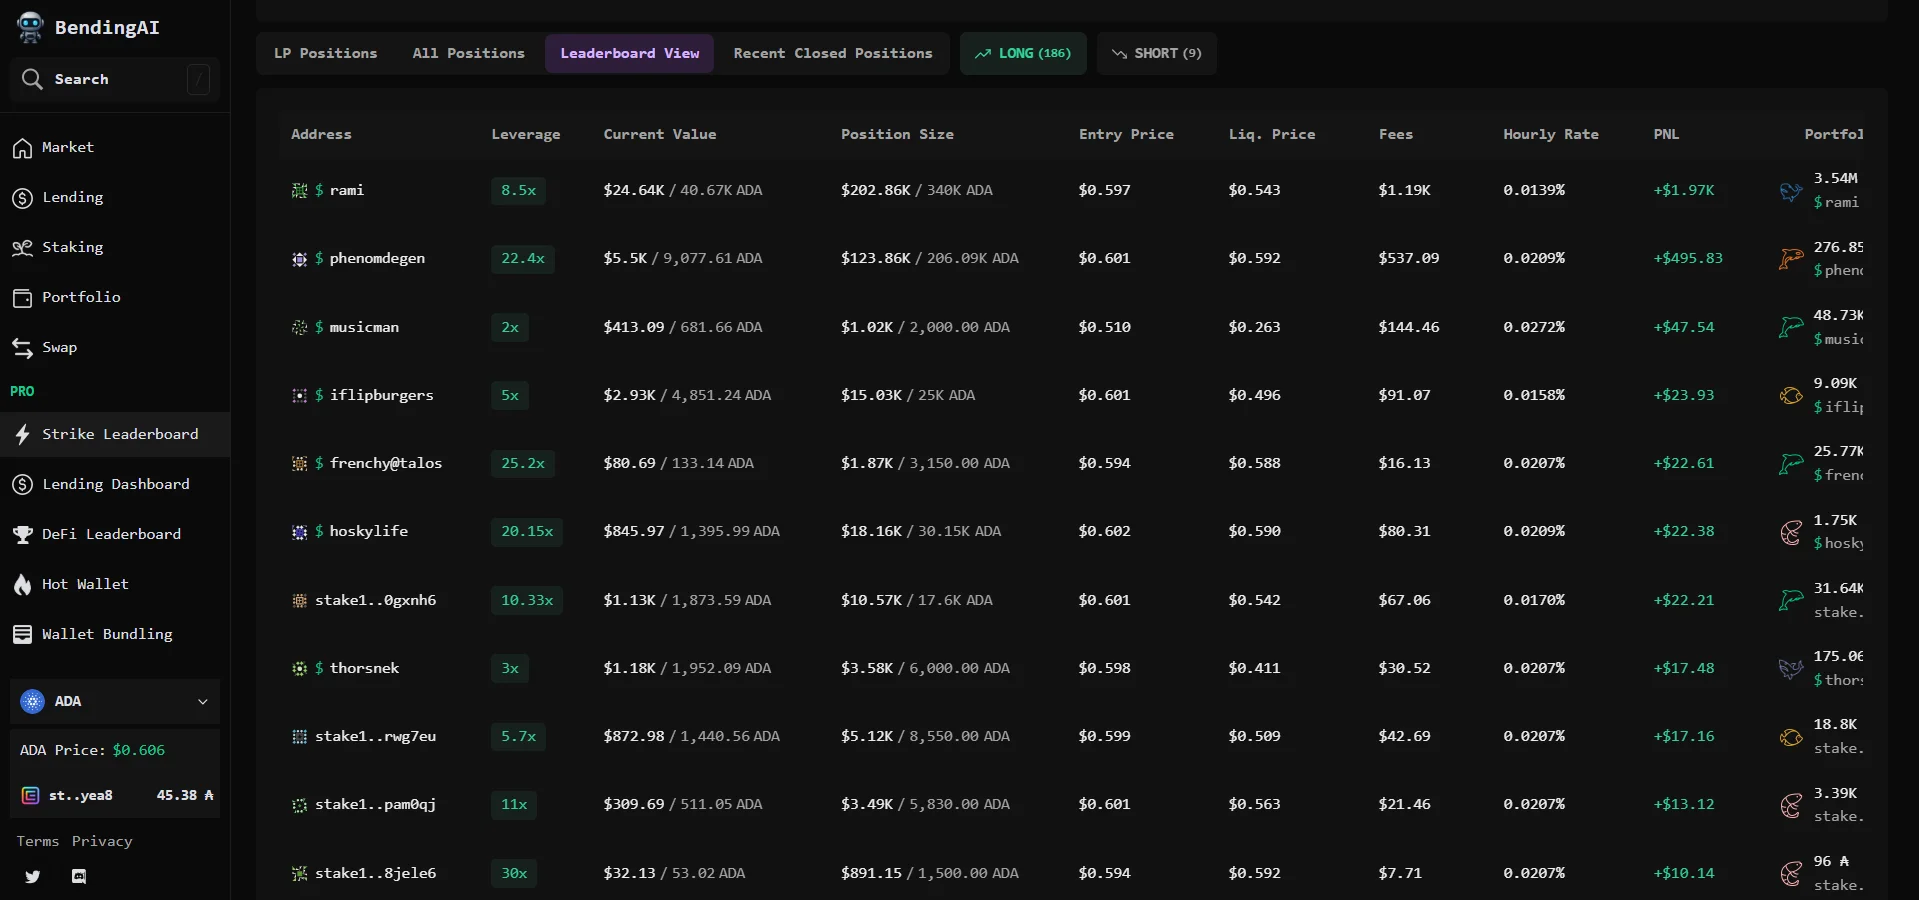 BendingAI
Search /
Market
Lending
Staking
Portfolio
Swap
PRO
Strike Leaderboard
Lending Dashboard
DeFi Leaderboard
Hot Wallet
Wallet Bundling
ADA
ADA Price: $0.606
st..yea8 45.38 ₳
Terms Privacy
LP Positions All Positions Leaderboard View Recent Closed Positions LONG (186) SHORT (9)
Address Leverage Current Value Position Size Entry Price Liq. Price Fees Hourly Rate PNL Portfol
$ rami 8.5x $24.64K / 40.67K ADA $202.86K / 340K ADA $0.597 $0.543 $1.19K 0.0139% +$1.97K 3.54M
$rami
$ phenomdegen 22.4x $5.5K / 9,077.61 ADA $123.86K / 206.09K ADA $0.601 $0.592 $537.09 0.0209% +$495.83 276.85
$phen
$ musicman 2x $413.09 / 681.66 ADA $1.02K / 2,000.00 ADA $0.510 $0.263 $144.46 0.0272% +$47.54 48.73K
$music
$ iflipburgers 5x $2.93K / 4,851.24 ADA $15.03K / 25K ADA $0.601 $0.496 $91.07 0.0158% +$23.93 9.09K
$iflip
$ frenchy@talos 25.2x $80.69 / 133.14 ADA $1.87K / 3,150.00 ADA $0.594 $0.588 $16.13 0.0207% +$22.61 25.77K
$frenc
$ hoskylife 20.15x $845.97 / 1,395.99 ADA $18.16K / 30.15K ADA $0.602 $0.590 $80.31 0.0209% +$22.38 1.75K
$hosky
stake1..0gxnh6 10.33x $1.13K / 1,873.59 ADA $10.57K / 17.6K ADA $0.601 $0.542 $67.06 0.0170% +$22.21 31.64K
stake.
$ thorsnek 3x $1.18K / 1,952.09 ADA $3.58K / 6,000.00 ADA $0.598 $0.411 $30.52 0.0207% +$17.48 175.06
$thors
stake1..rwg7eu 5.7x $872.98 / 1,440.56 ADA $5.12K / 8,550.00 ADA $0.599 $0.509 $42.69 0.0207% +$17.16 18.8K
stake.
stake1..pam0qj 11x $309.69 / 511.05 ADA $3.49K / 5,830.00 ADA $0.601 $0.563 $21.46 0.0207% +$13.12 3.39K
stake.
stake1..8jele6 30x $32.13 / 53.02 ADA $891.15 / 1,500.00 ADA $0.594 $0.592 $7.71 0.0207% +$10.14 96 ₳
stake.